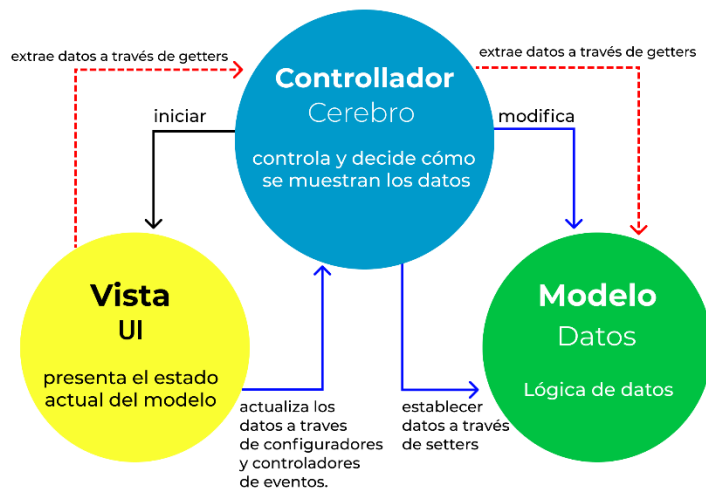 extrae datos a través de getters
extrae datos a través de getters
Controllador
Cerebro
controla y decide cómo
se muestran los datos
iniciar
modifica
Vista
UI
presenta el estado
actual del modelo
Modelo
Datos
Lógica de datos
actualiza los
datos a traves
de configuradores
y controladores
de eventos.
establecer
datos a través
de setters